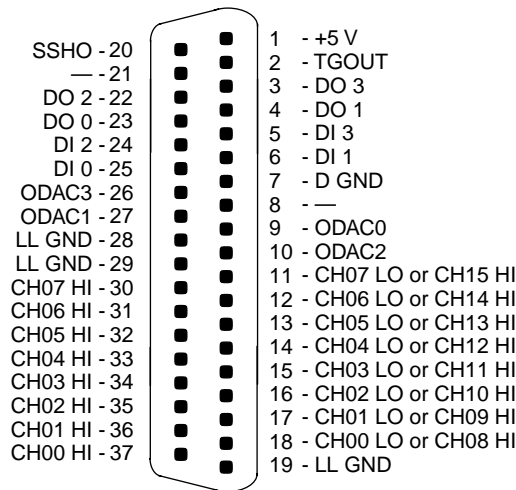 SSHO - 20
— - 21
DO 2 - 22
DO 0 - 23
DI 2 - 24
DI 0 - 25
ODAC3 - 26
ODAC1 - 27
LL GND - 28
LL GND - 29
CH07 HI - 30
CH06 HI - 31
CH05 HI - 32
CH04 HI - 33
CH03 HI - 34
CH02 HI - 35
CH01 HI - 36
CH00 HI - 37
1 - +5 V
2 - TGOUT
3 - DO 3
4 - DO 1
5 - DI 3
6 - DI 1
7 - D GND
8 - —
9 - ODAC0
10 - ODAC2
11 - CH07 LO or CH15 HI
12 - CH06 LO or CH14 HI
13 - CH05 LO or CH13 HI
14 - CH04 LO or CH12 HI
15 - CH03 LO or CH11 HI
16 - CH02 LO or CH10 HI
17 - CH01 LO or CH09 HI
18 - CH00 LO or CH08 HI
19 - LL GND